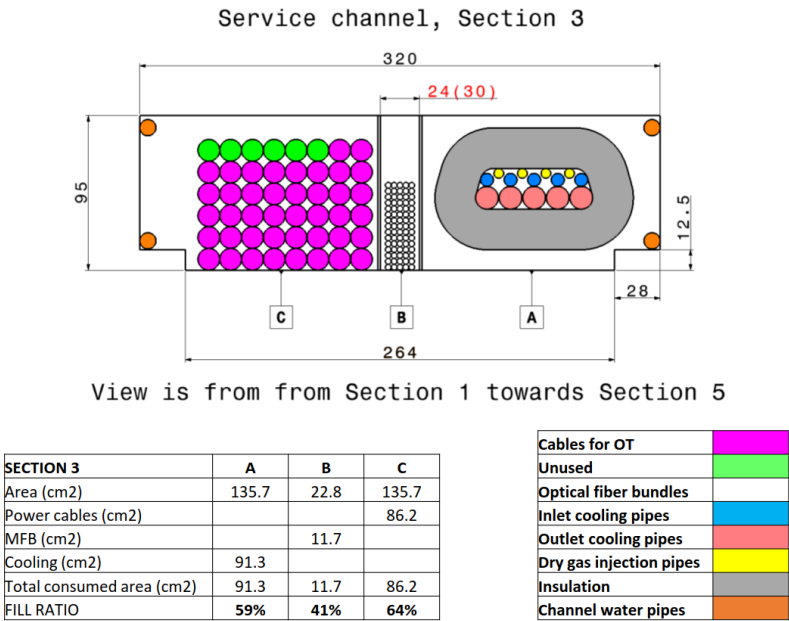 Service channel, Section 3
320
24(30)
95
12.5
28
C
B
A
264
View is from from Section 1 towards Section 5
SECTION 3 A B C
Area (cm2) 135.7 22.8 135.7
Power cables (cm2) 86.2
MFB (cm2) 11.7
Cooling (cm2) 91.3
Total consumed area (cm2) 91.3 11.7 86.2
FILL RATIO 59% 41% 64%
Cables for OT
Unused
Optical fiber bundles
Inlet cooling pipes
Outlet cooling pipes
Dry gas injection pipes
Insulation
Channel water pipes